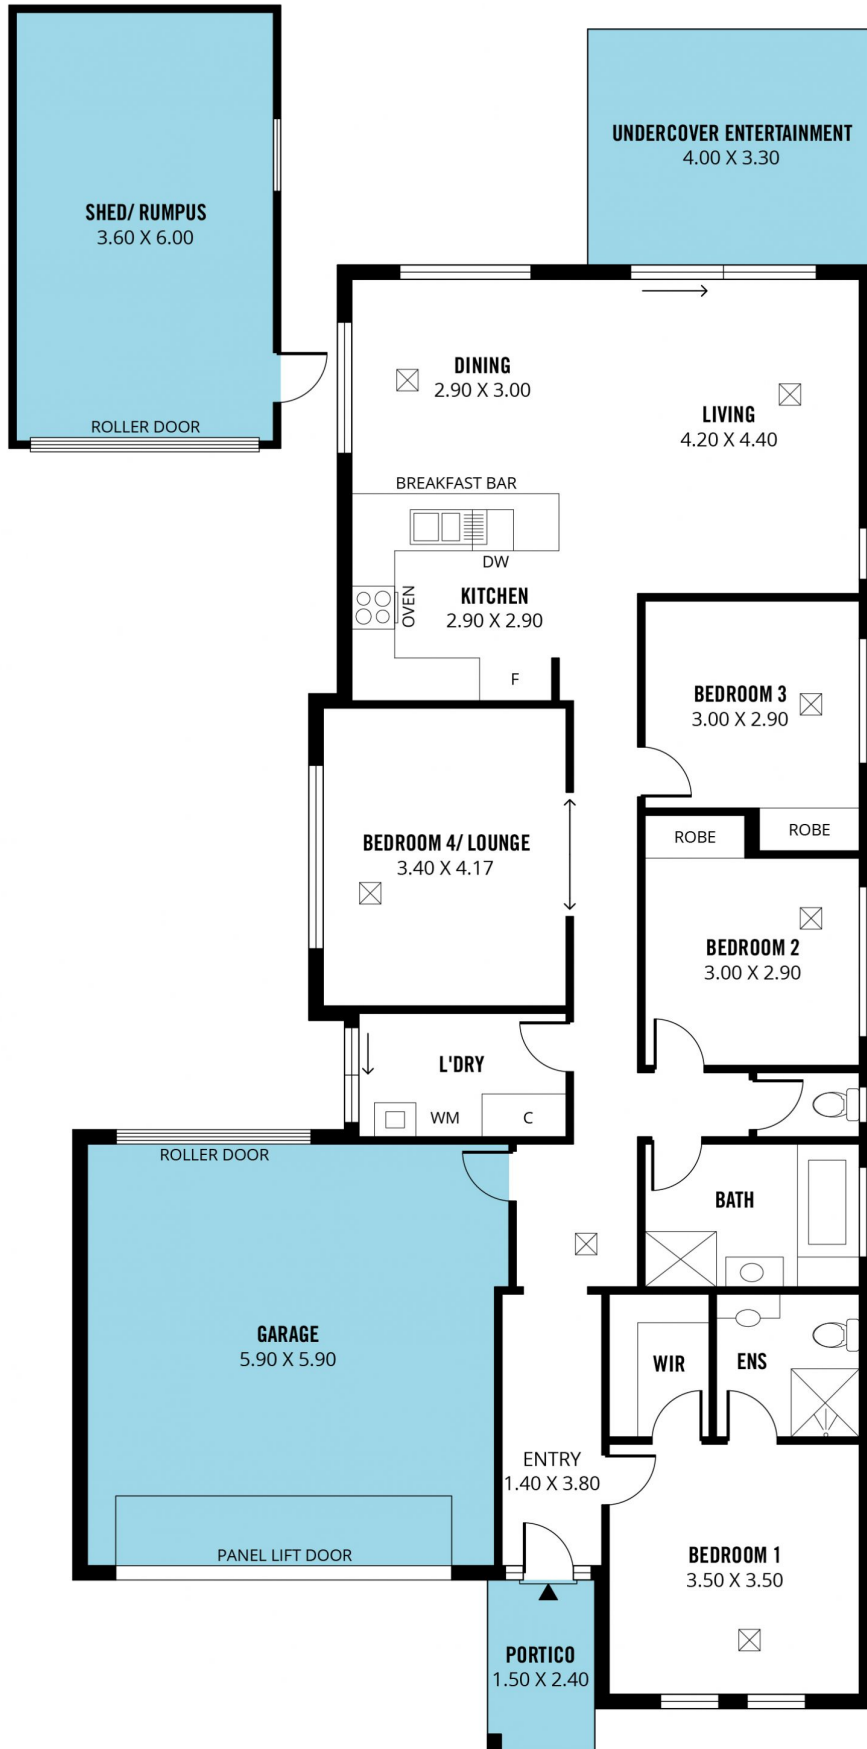 UNDERCOVER ENTERTAINMENT
4.00 X 3.30
SHED/ RUMPUS
3.60 X 6.00
ROLLER DOOR
DINING
2.90 X 3.00
LIVING
4.20 X 4.40
BREAKFAST BAR
DW
OVEN
KITCHEN
2.90 X 2.90
F
BEDROOM 3
3.00 X 2.90
ROBE
ROBE
BEDROOM 4/ LOUNGE
3.40 X 4.17
BEDROOM 2
3.00 X 2.90
L'DRY
WM
C
ROLLER DOOR
BATH
GARAGE
5.90 X 5.90
WIR
ENS
ENTRY
1.40 X 3.80
PANEL LIFT DOOR
BEDROOM 1
3.50 X 3.50
PORTICO
1.50 X 2.40